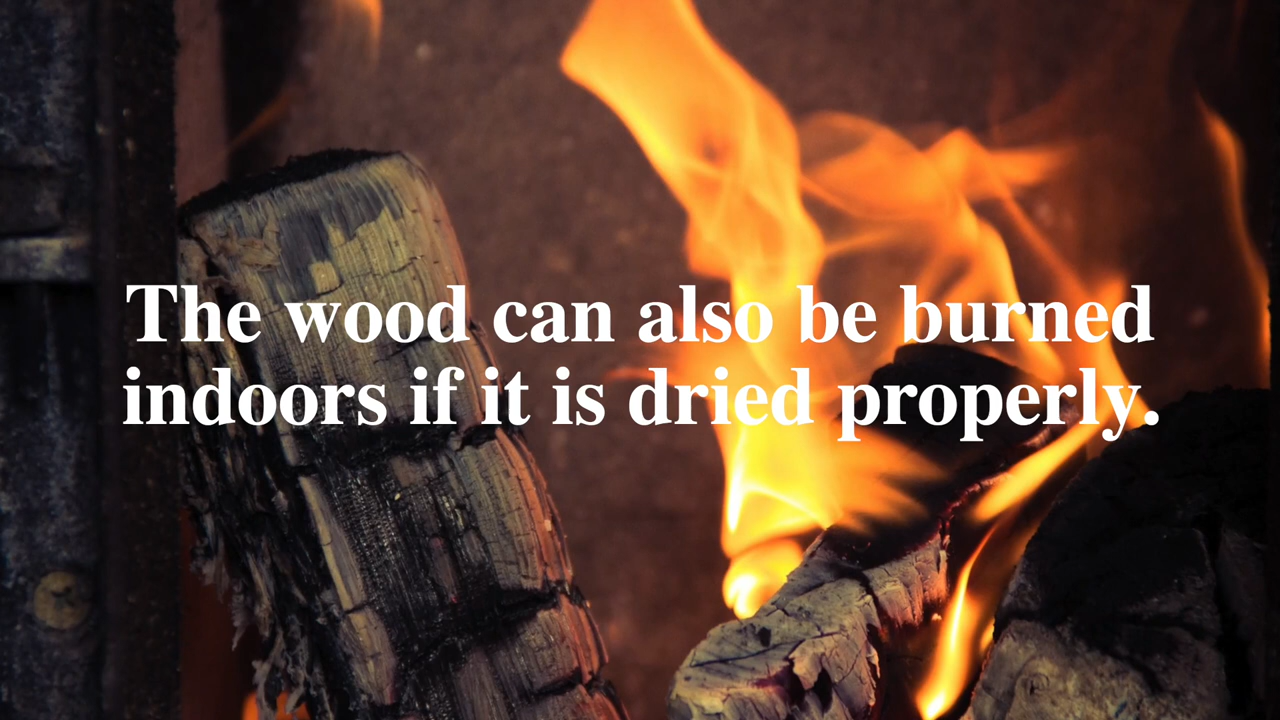 The wood can also be burned
indoors if it is dried properly.